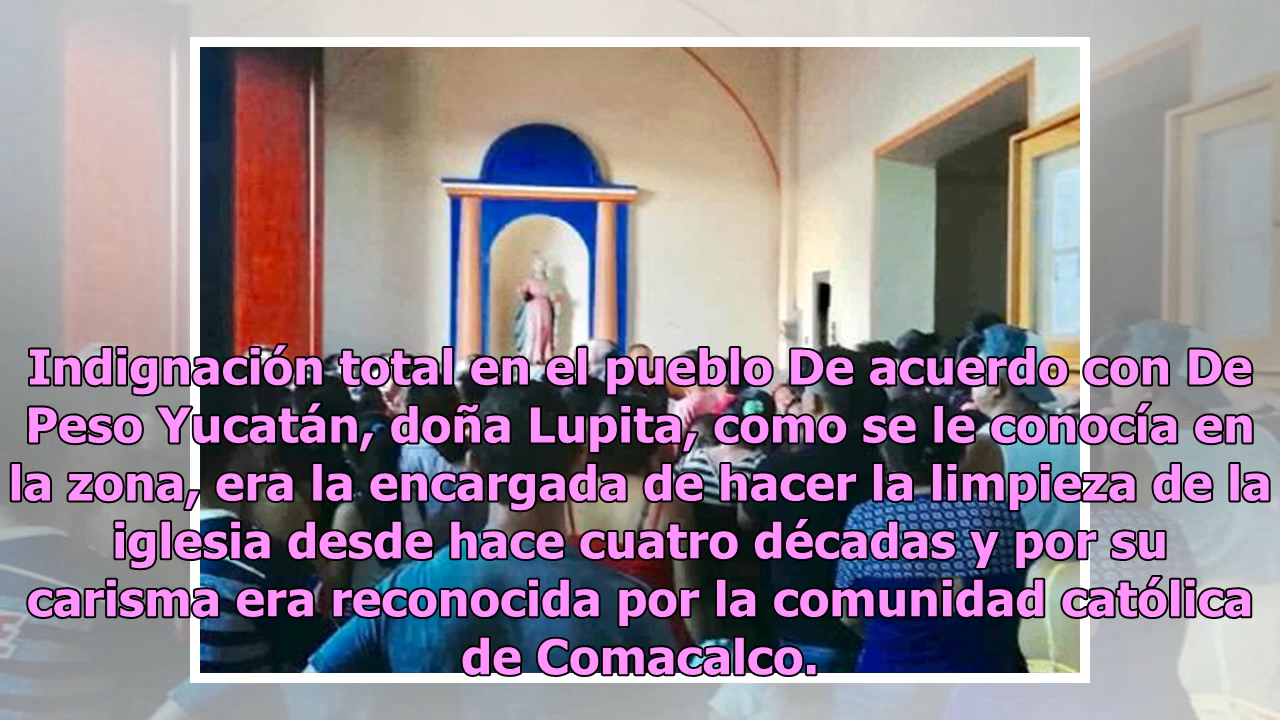 Indignación total en el pueblo De acuerdo con De
Peso Yucatán, doña Lupita, como se le conocía en
la zona, era la encargada de hacer la limpieza de la
iglesia desde hace cuatro décadas y por su
carisma era reconocida por la comunidad católica
de Comacalco.